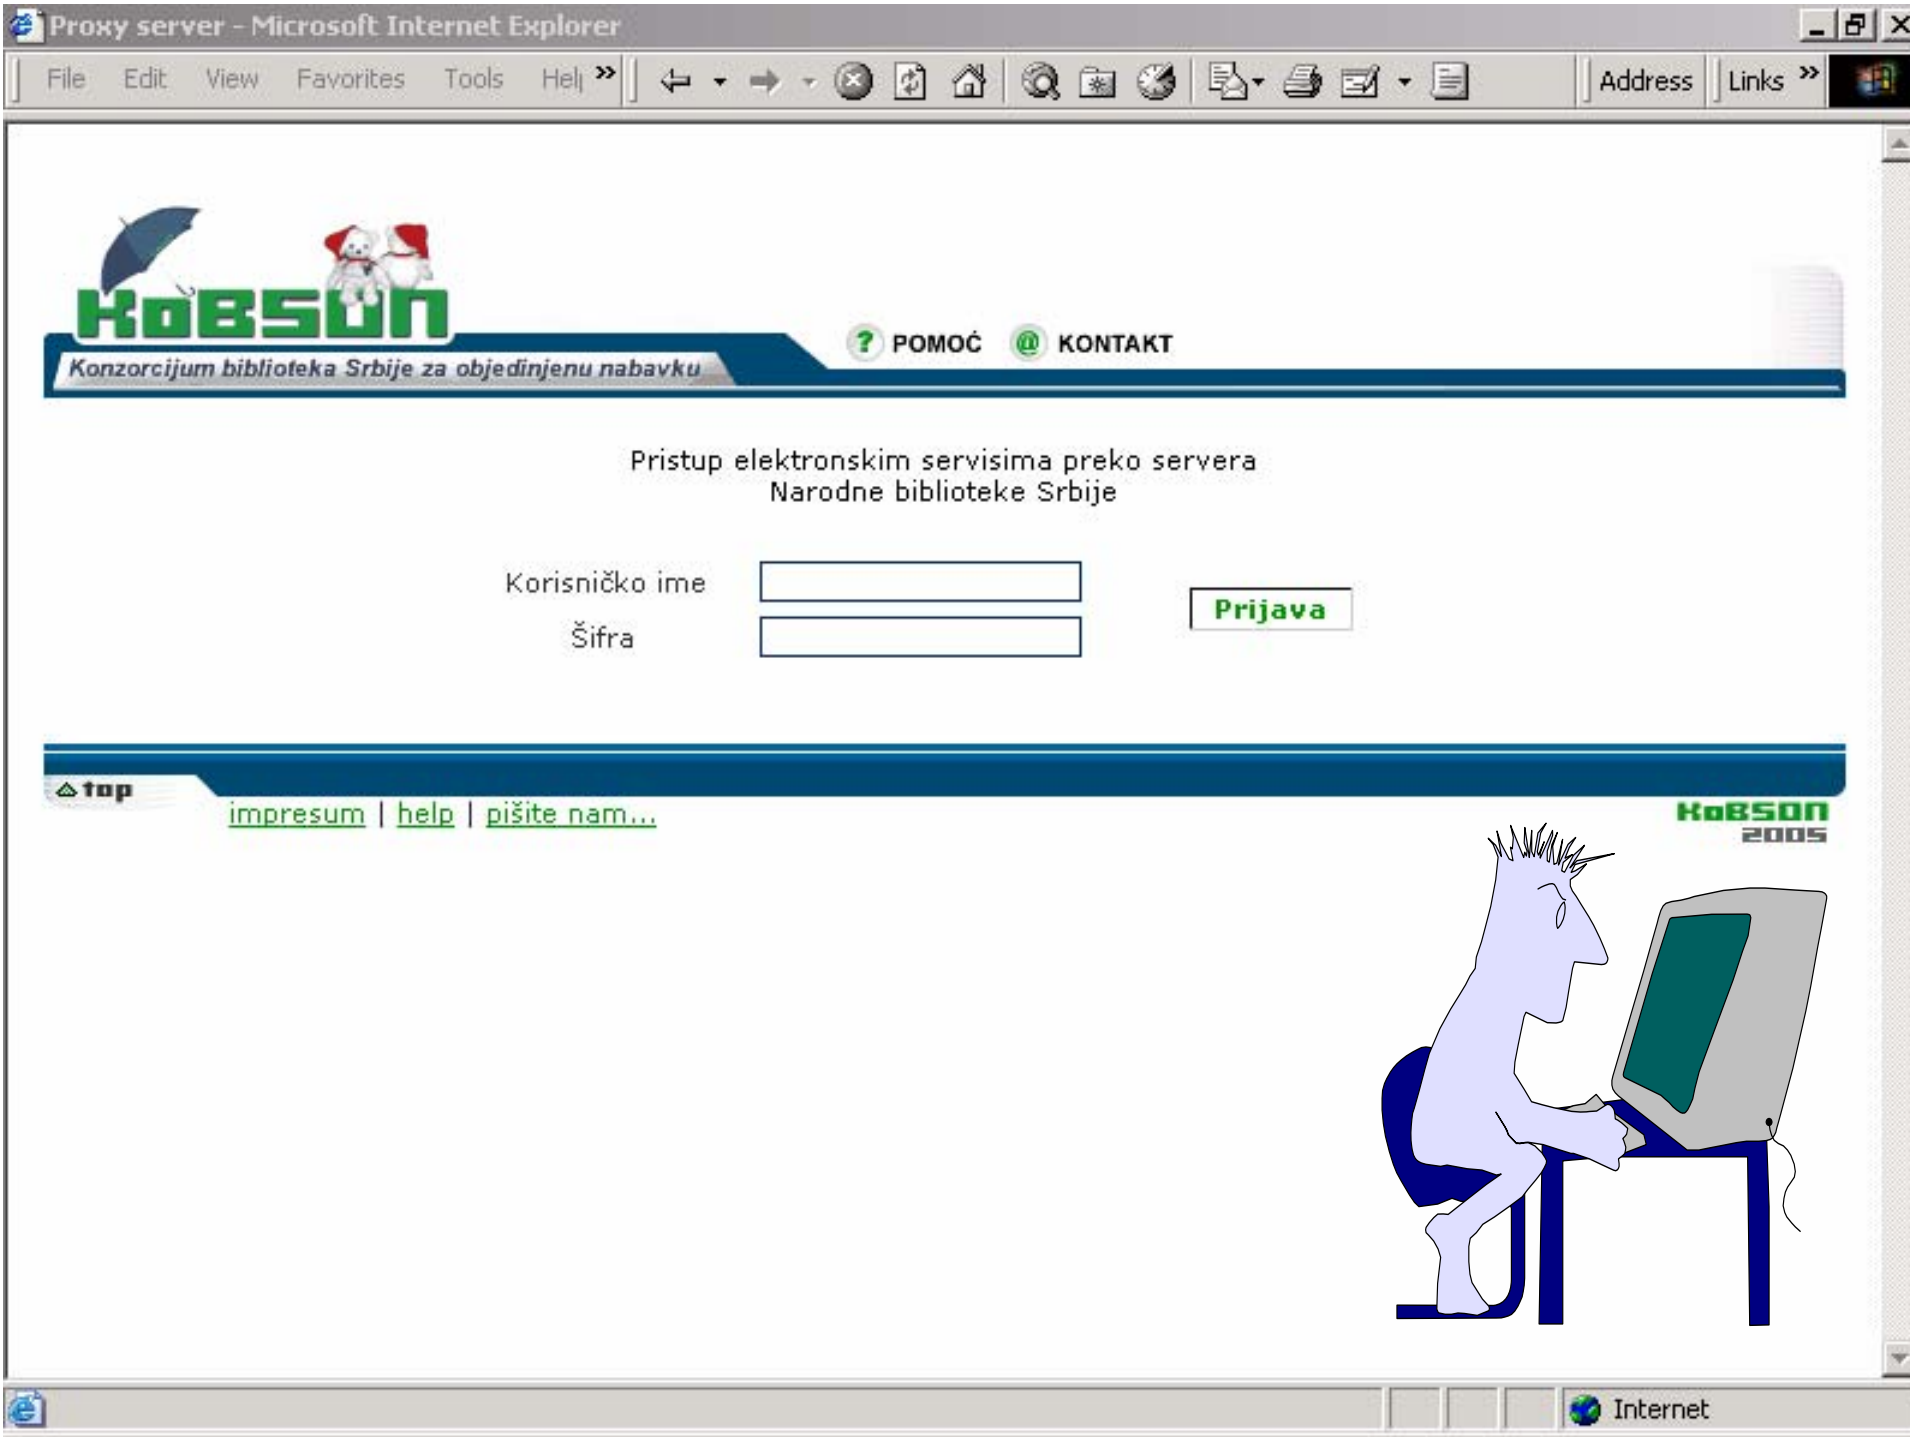 Proxy server - Microsoft Internet Explorer
File Edit View Favorites Tools Hel » Address Links »
KoBSON
POMOĆ KONTAKT
Konzorcijum biblioteka Srbije za objedinjenu nabavku
Pristup elektronskim servisima preko servera
Narodne biblioteke Srbije
Korisničko ime
Prijava
Šifra
top
impresum | help | pišite nam...
KoBSON
2005
Internet